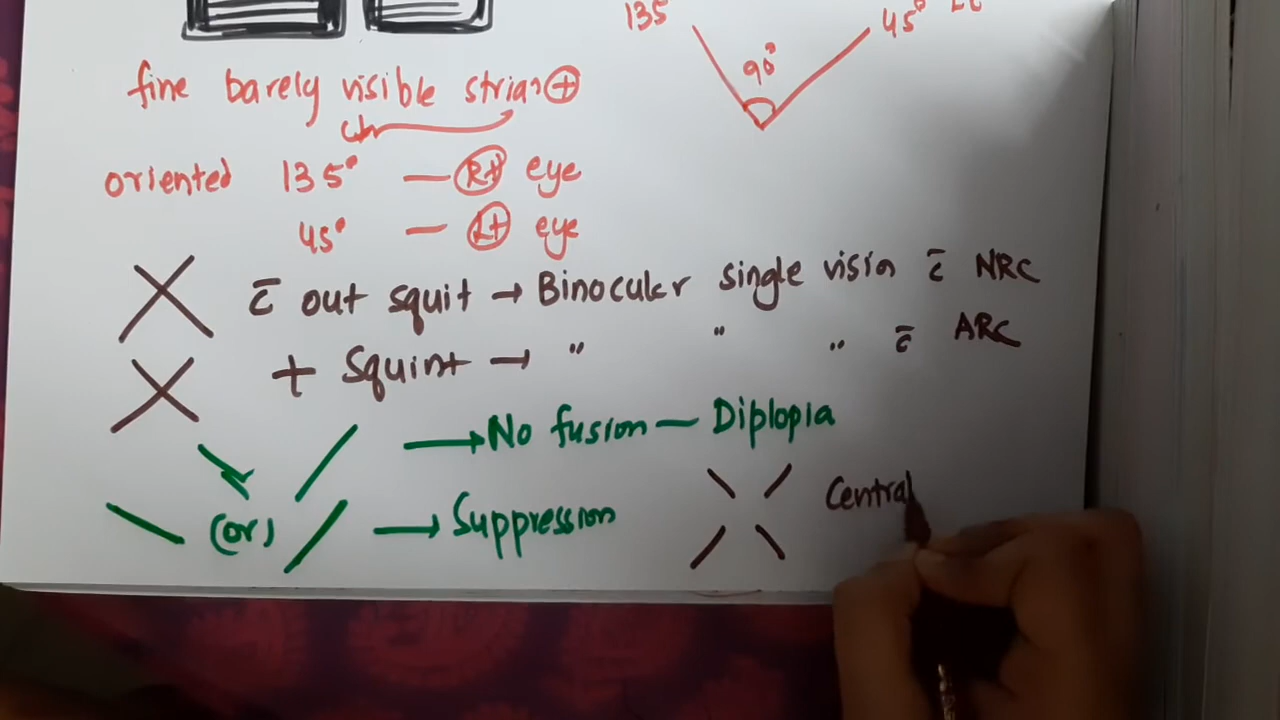 135 45° Lt
90°
fine barely visible striae ⊕
oriented 135° — Rt eye
45° — Lt eye
c̄ out squit → Binocular single vision c̄ NRC
+ Squint → " " " c̄ ARC
→ No fusion — Diplopia
(or) → Suppression
Central